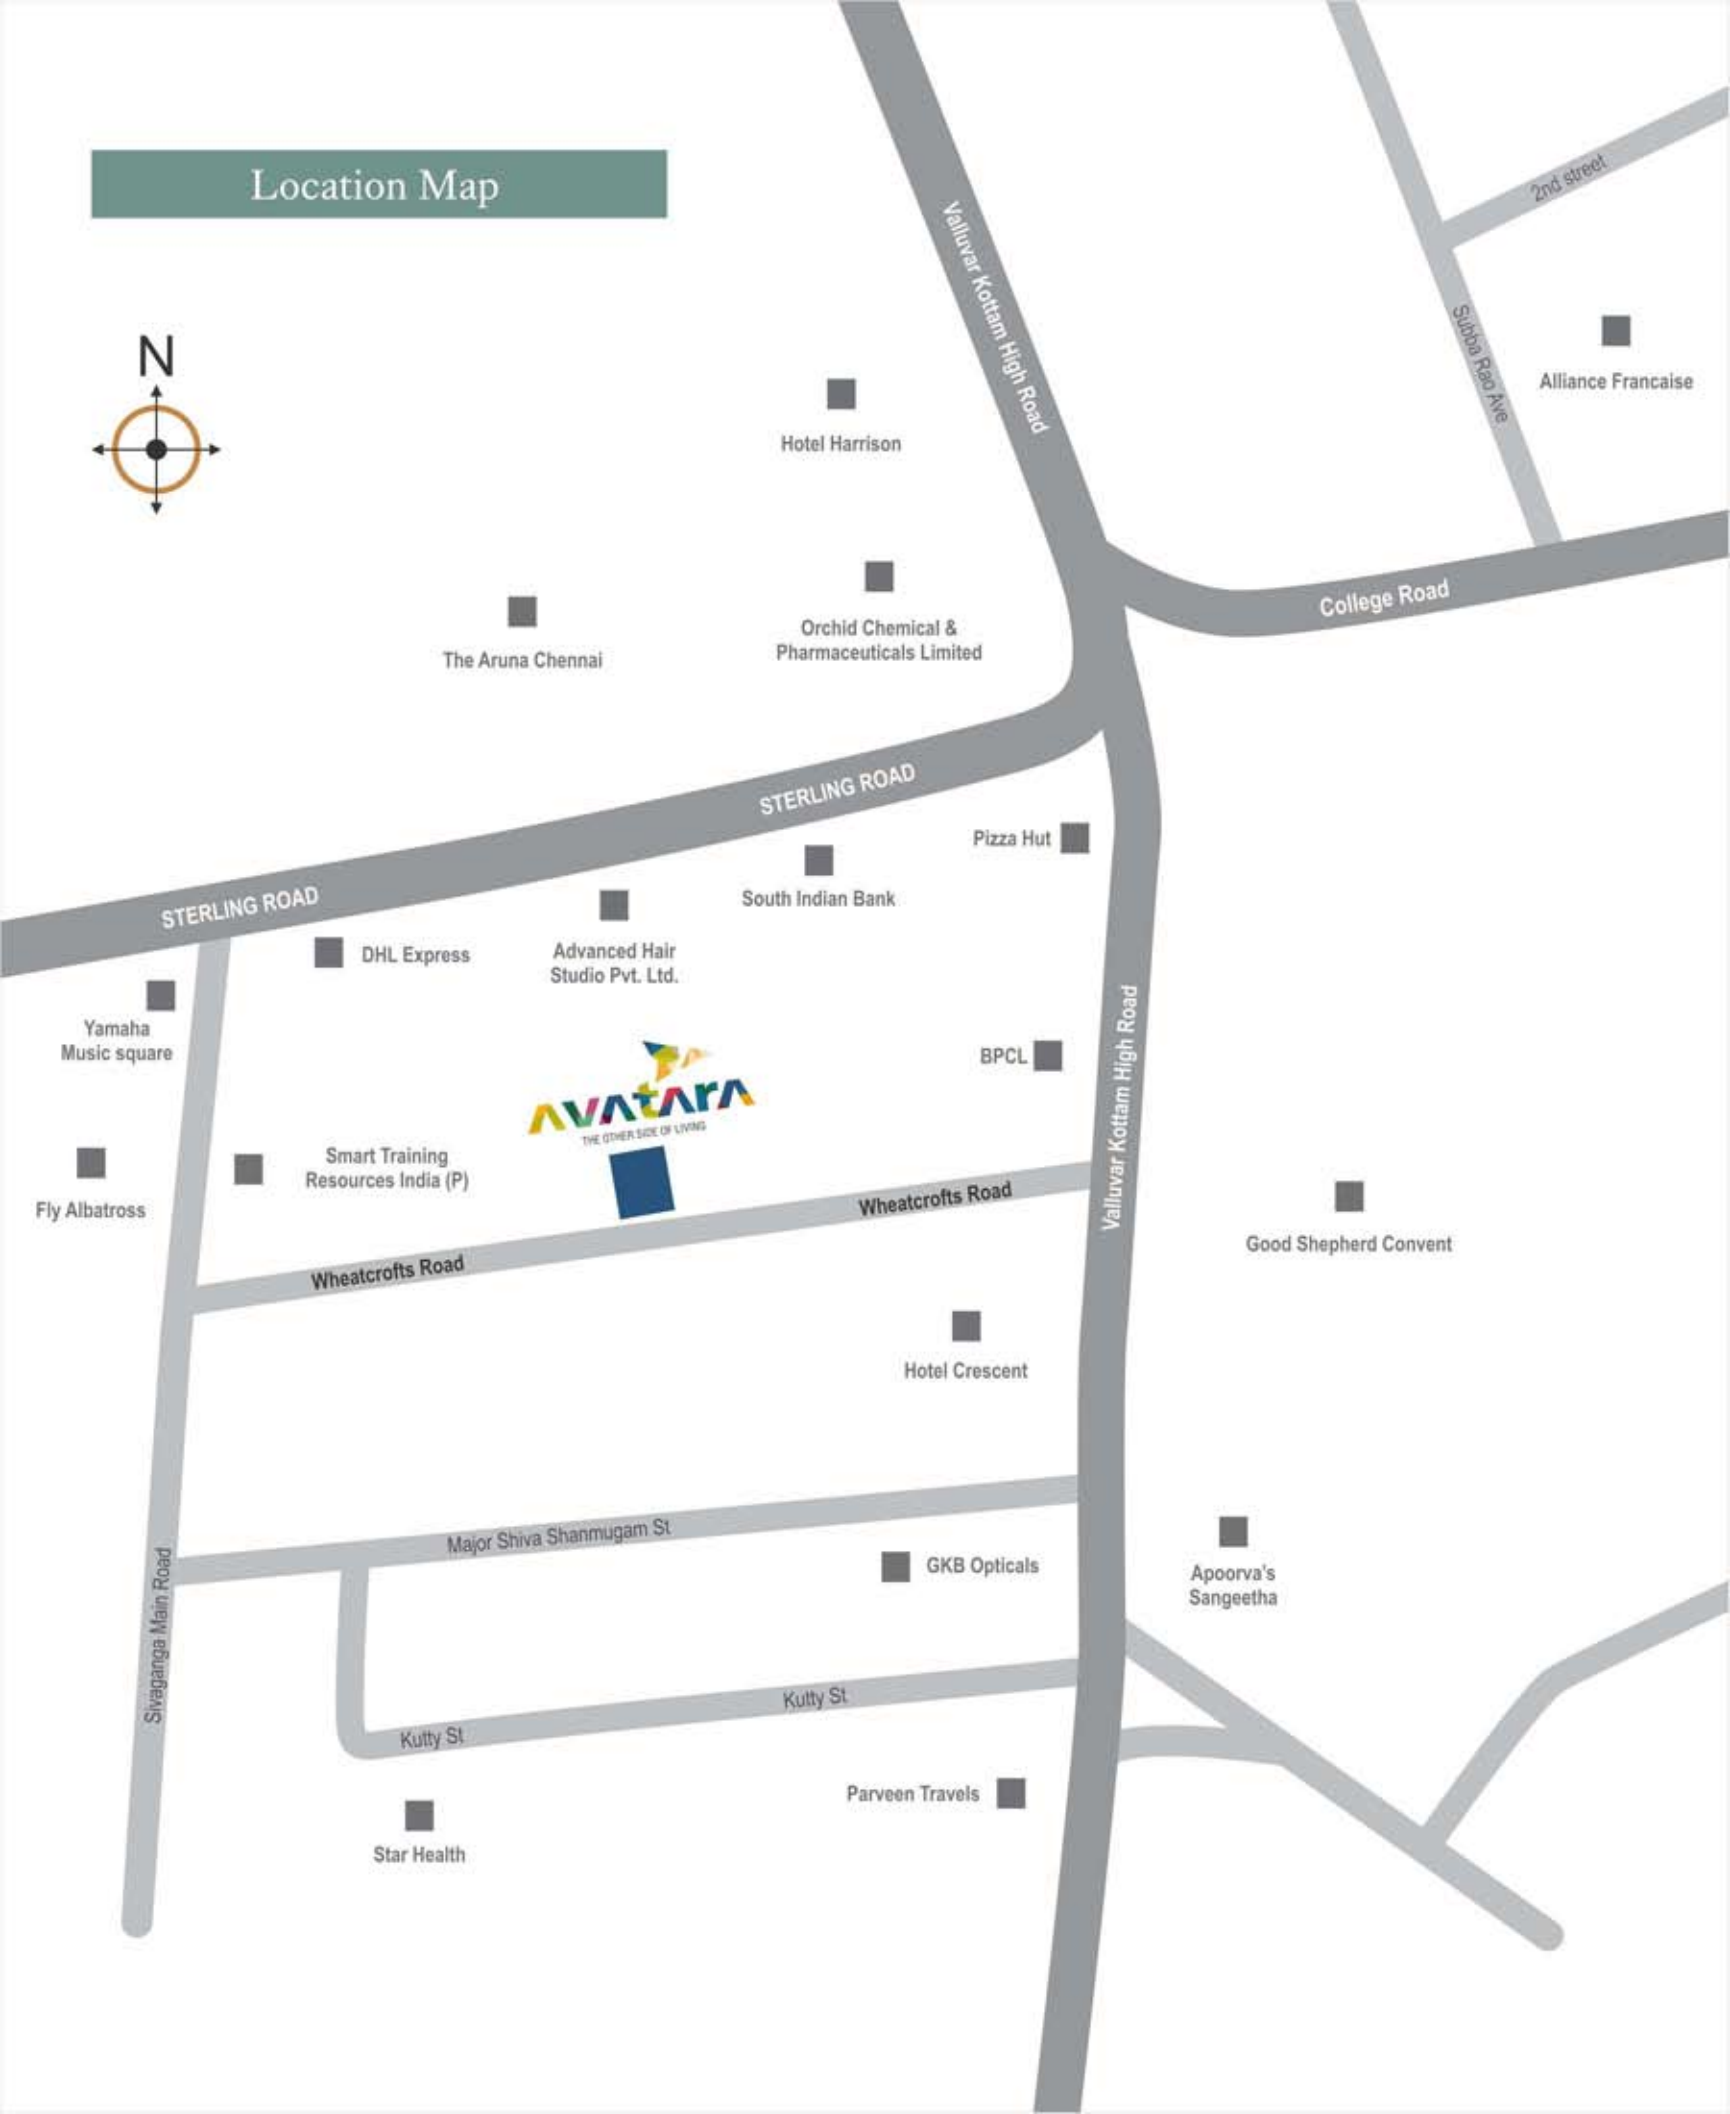 Location Map
N
Valluvar Kottam High Road
2nd street
Subba Rao Ave
Alliance Francaise
Hotel Harrison
College Road
Orchid Chemical &
Pharmaceuticals Limited
The Aruna Chennai
STERLING ROAD
Pizza Hut
South Indian Bank
STERLING ROAD
DHL Express
Advanced Hair
Studio Pvt. Ltd.
Yamaha
Music square
BPCL
Valluvar Kottam High Road
AVAtArA
THE OTHER SIDE OF LIVING
Smart Training
Resources India (P)
Fly Albatross
Wheatcrofts Road
Good Shepherd Convent
Wheatcrofts Road
Hotel Crescent
Major Shiva Shanmugam St
GKB Opticals
Apoorva's
Sangeetha
Sivaganga Main Road
Kutty St
Kutty St
Parveen Travels
Star Health